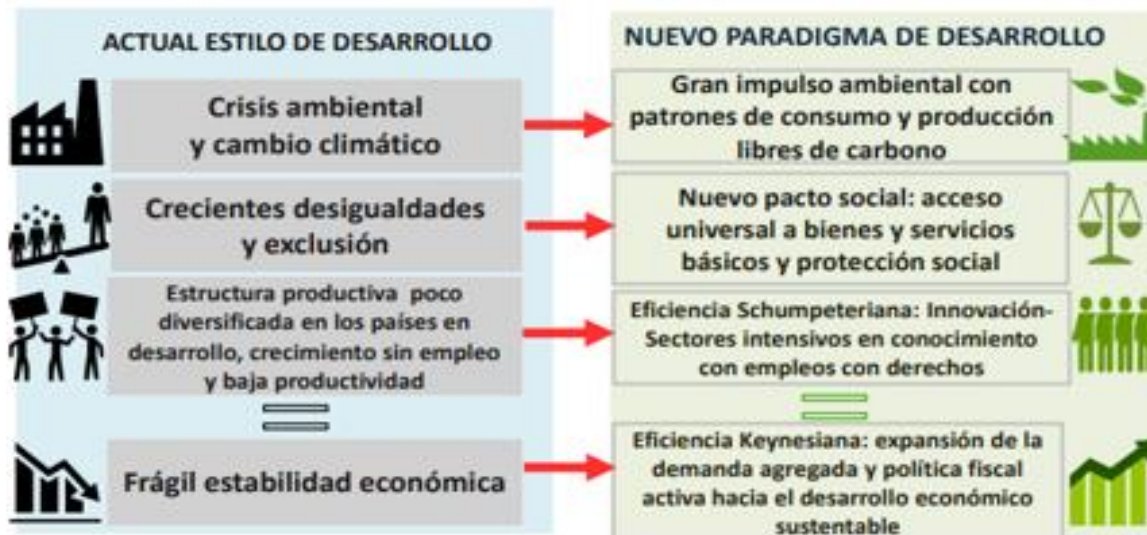 ACTUAL ESTILO DE DESARROLLO
Crisis ambiental
y cambio climático
Crecientes desigualdades
y exclusión
Estructura productiva poco
diversificada en los países en
desarrollo, crecimiento sin empleo
y baja productividad
Frágil estabilidad económica
NUEVO PARADIGMA DE DESARROLLO
Gran impulso ambiental con
patrones de consumo y producción
libres de carbono
Nuevo pacto social: acceso
universal a bienes y servicios
básicos y protección social
Eficiencia Schumpeteriana: Innovación-
Sectores intensivos en conocimiento
con empleos con derechos
Eficiencia Keynesiana: expansión de la
demanda agregada y política fiscal
activa hacia el desarrollo económico
sustentable